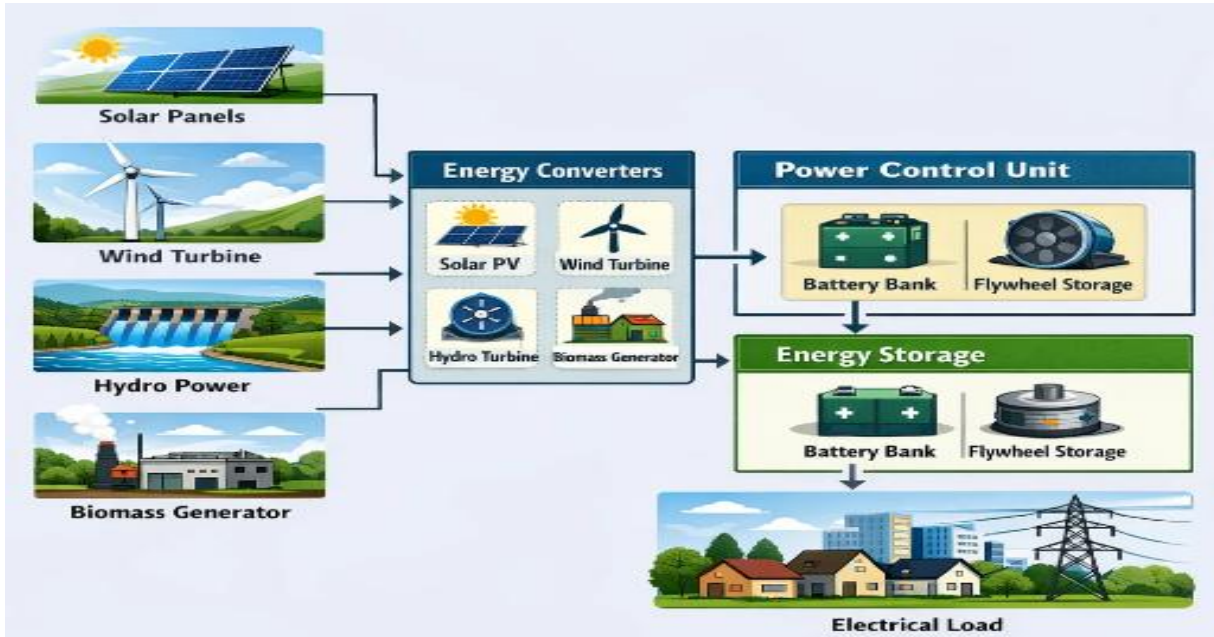 Solar Panels
Wind Turbine
Hydro Power
Biomass Generator
Energy Converters
Solar PV
Wind Turbine
Hydro Turbine
Biomass Generator
Power Control Unit
Battery Bank
Flywheel Storage
Energy Storage
Battery Bank
Flywheel Storage
Electrical Load